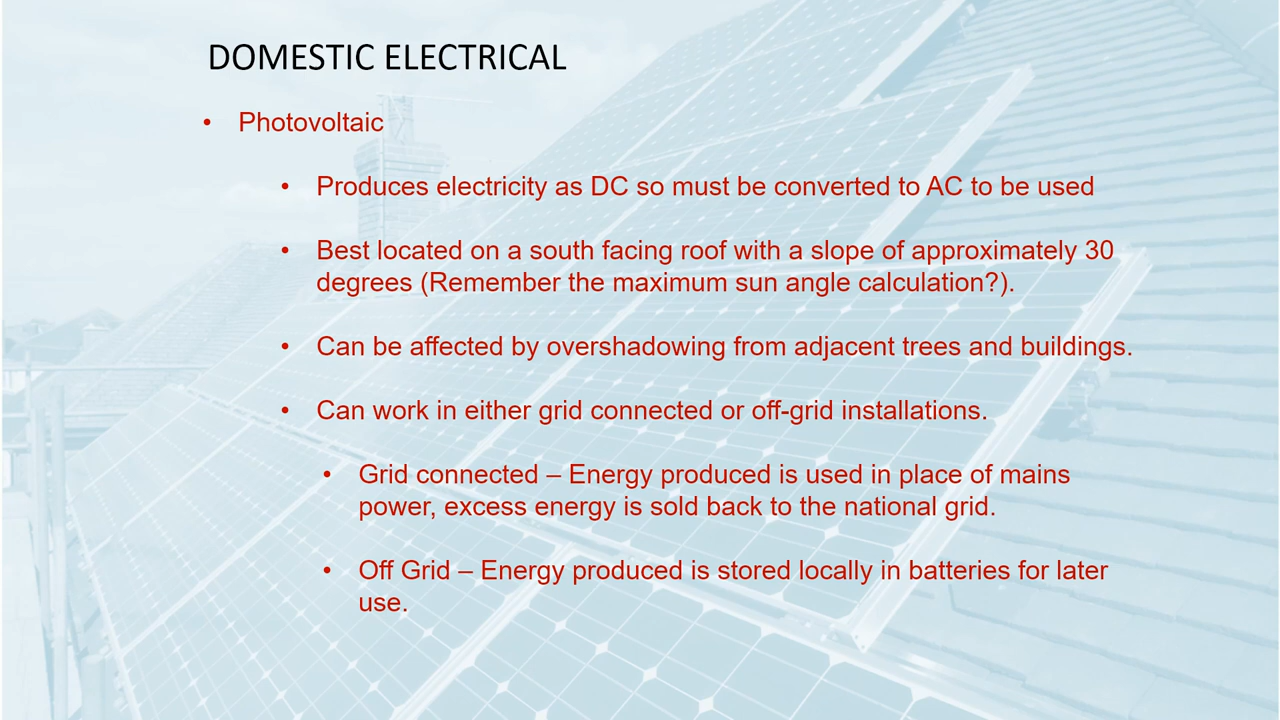 DOMESTIC ELECTRICAL
• Photovoltaic
• Produces electricity as DC so must be converted to AC to be used
• Best located on a south facing roof with a slope of approximately 30
degrees (Remember the maximum sun angle calculation?).
• Can be affected by overshadowing from adjacent trees and buildings.
• Can work in either grid connected or off-grid installations.
• Grid connected – Energy produced is used in place of mains
power, excess energy is sold back to the national grid.
• Off Grid – Energy produced is stored locally in batteries for later
use.